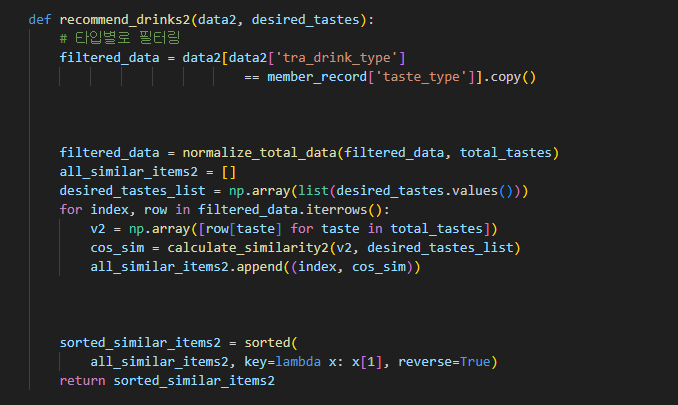 def recommend_drinks2(data2, desired_tastes):
# 타입별로 필터링
filtered_data = data2[data2['tra_drink_type']
== member_record['taste_type']].copy()
filtered_data = normalize_total_data(filtered_data, total_tastes)
all_similar_items2 = []
desired_tastes_list = np.array(list(desired_tastes.values()))
for index, row in filtered_data.iterrows():
v2 = np.array([row[taste] for taste in total_tastes])
cos_sim = calculate_similarity2(v2, desired_tastes_list)
all_similar_items2.append((index, cos_sim))
sorted_similar_items2 = sorted(
all_similar_items2, key=lambda x: x[1], reverse=True)
return sorted_similar_items2